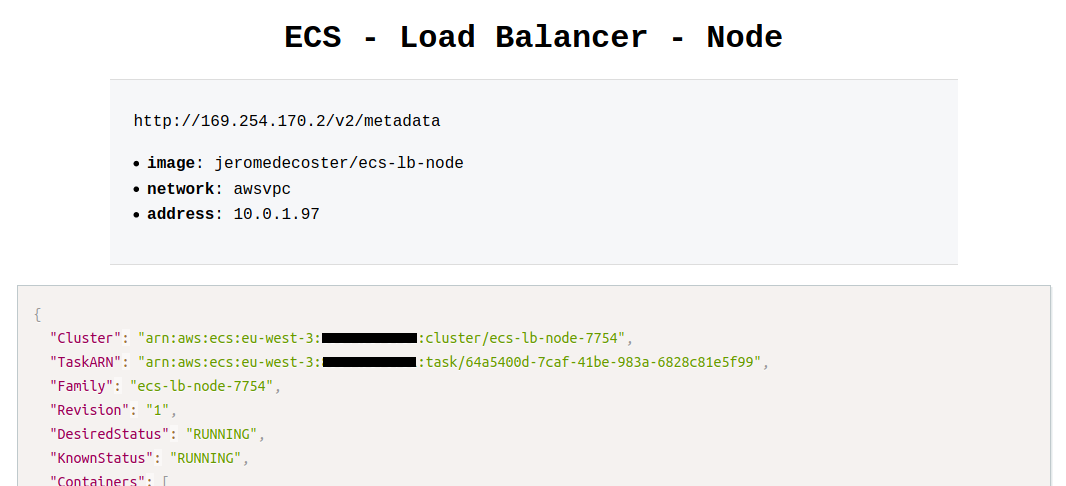 ECS - Load Balancer - Node
http://169.254.170.2/v2/metadata
• image: jeromedecoster/ecs-lb-node
• network: awsvpc
• address: 10.0.1.97
{
"Cluster": "arn:aws:ecs:eu-west-3::cluster/ecs-lb-node-7754",
"TaskARN": "arn:aws:ecs:eu-west-3::task/64a5400d-7caf-41be-983a-6828c81e5f99",
"Family": "ecs-lb-node-7754",
"Revision": "1",
"DesiredStatus": "RUNNING",
"KnownStatus": "RUNNING",
"Containers": [